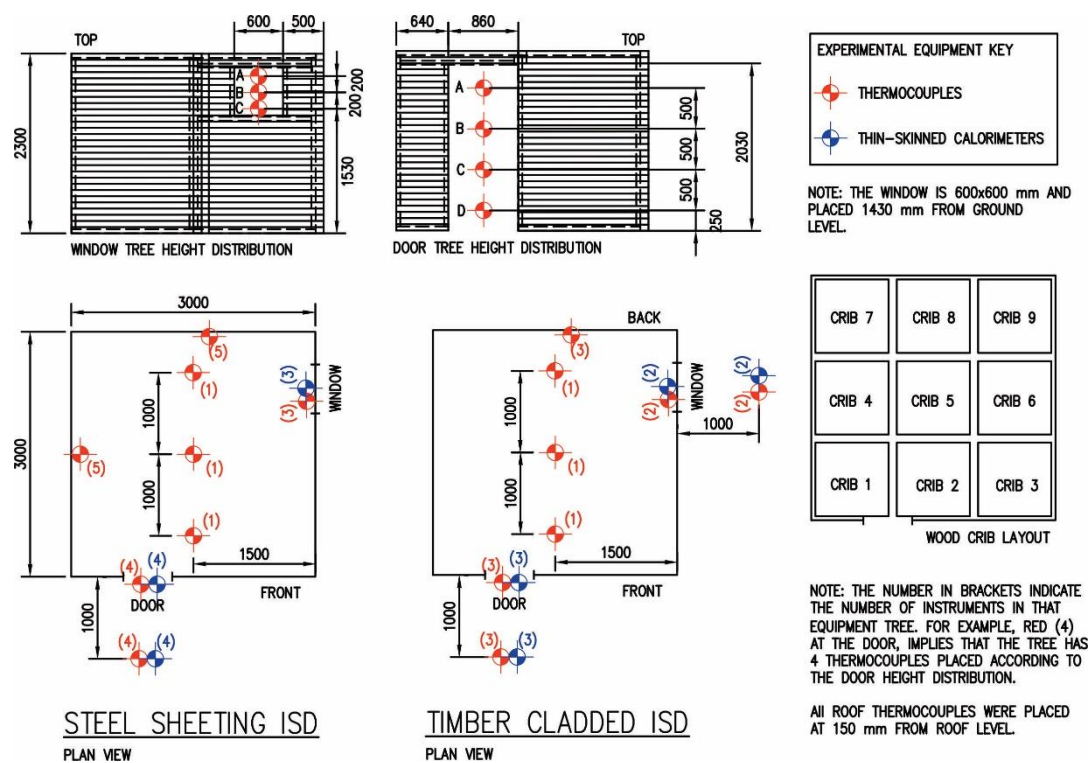 600
500
TOP
A
B
C
200
200
2300
1530
WINDOW TREE HEIGHT DISTRIBUTION
640
860
TOP
A
B
C
D
500
500
500
250
2030
DOOR TREE HEIGHT DISTRIBUTION
EXPERIMENTAL EQUIPMENT KEY
THERMOCOUPLES
THIN-SKINNED CALORIMETERS
NOTE: THE WINDOW IS 600x600 mm AND
PLACED 1430 mm FROM GROUND
LEVEL.
3000
(5)
(1)
(3)
(3)
WINDOW
1000
3000
(5)
(1)
1000
(1)
1500
(4)
(4)
DOOR
FRONT
1000
(4)
(4)
STEEL SHEETING ISD
PLAN VIEW
BACK
(3)
(1)
(2)
(2)
WINDOW
(2)
(2)
1000
1000
(1)
1000
(1)
1500
(3)
(3)
DOOR
FRONT
1000
(3)
(3)
TIMBER CLADDED ISD
PLAN VIEW
CRIB 7
CRIB 8
CRIB 9
CRIB 4
CRIB 5
CRIB 6
CRIB 1
CRIB 2
CRIB 3
WOOD CRIB LAYOUT
NOTE: THE NUMBER IN BRACKETS INDICATE
THE NUMBER OF INSTRUMENTS IN THAT
EQUIPMENT TREE. FOR EXAMPLE, RED (4)
AT THE DOOR, IMPLIES THAT THE TREE HAS
4 THERMOCOUPLES PLACED ACCORDING TO
THE DOOR HEIGHT DISTRIBUTION.
All ROOF THERMOCOUPLES WERE PLACED
AT 150 mm FROM ROOF LEVEL.